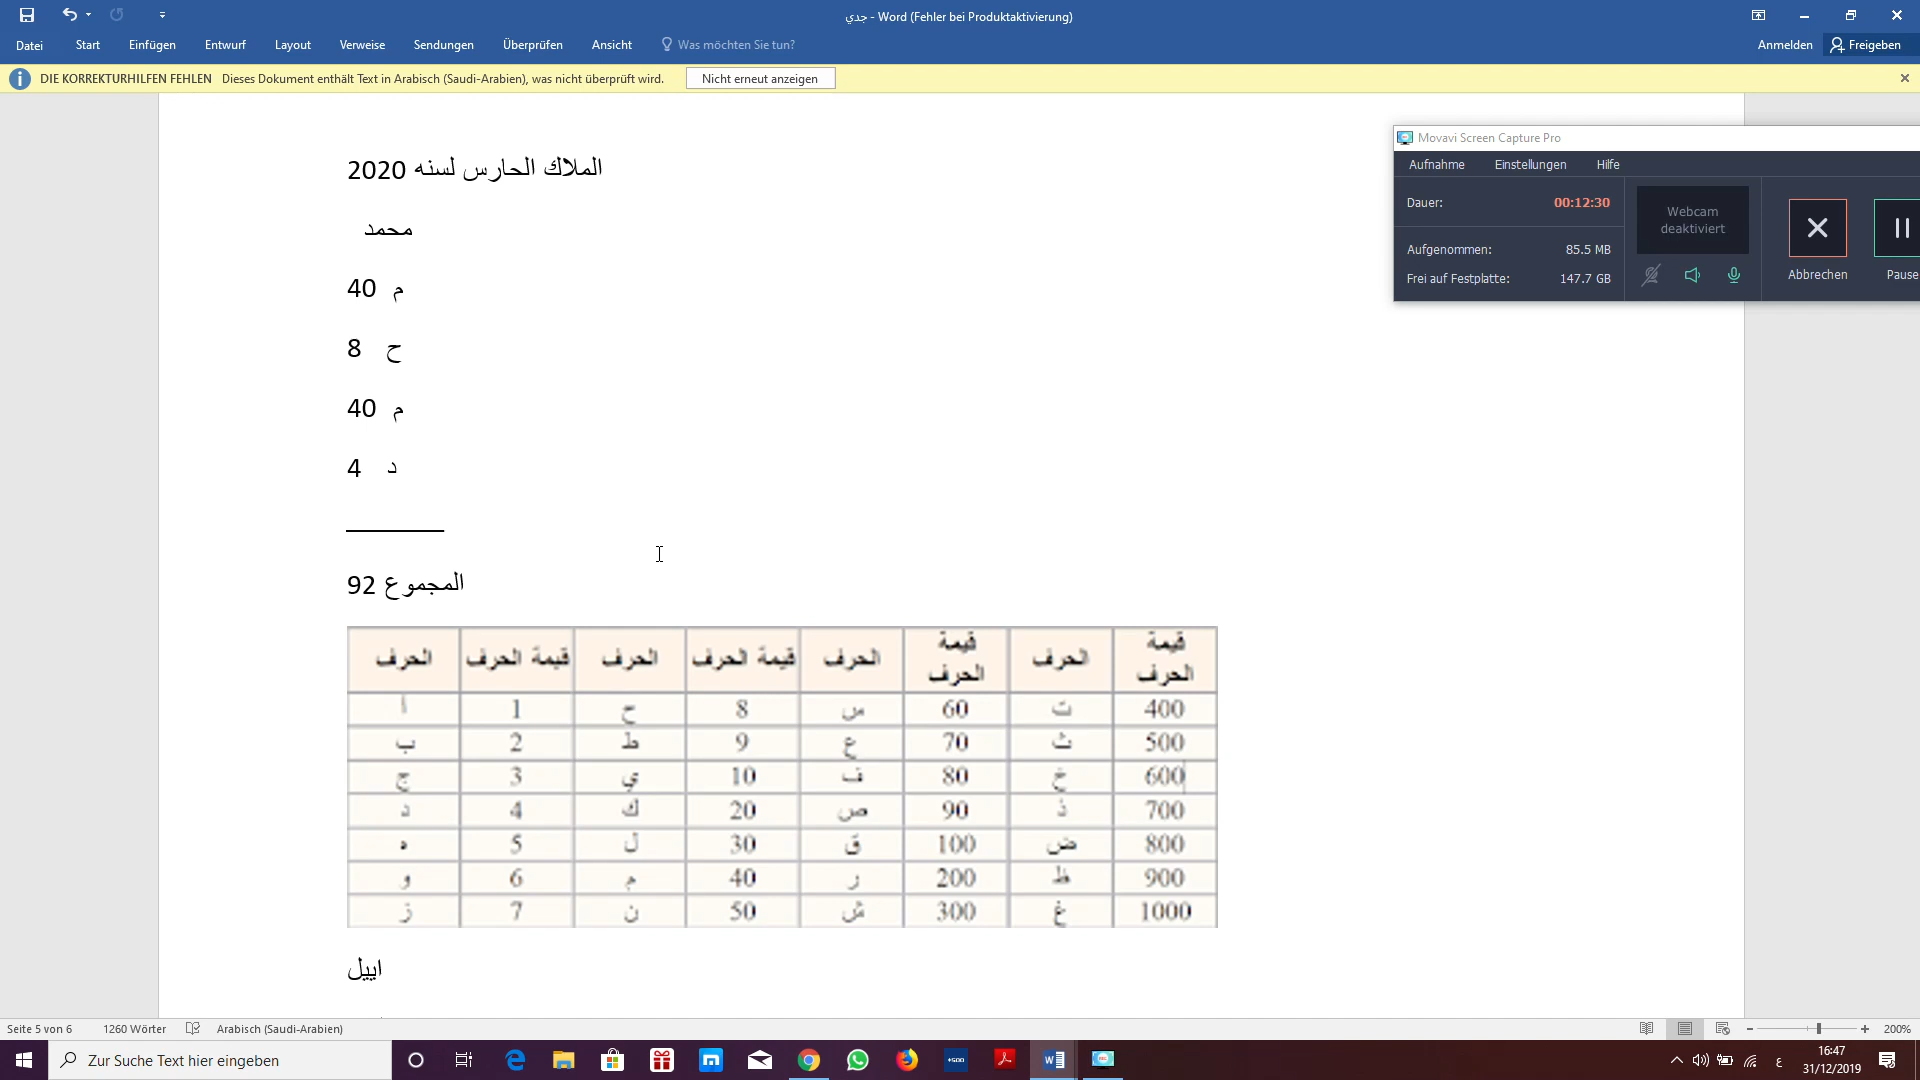 جدي - Word (Fehler bei Produktaktivierung)
Datei Start Einfügen Entwurf Layout Verweise Sendungen Überprüfen Ansicht Was möchten Sie tun? Anmelden Freigeben
DIE KORREKTURHILFEN FEHLEN Dieses Dokument enthält Text in Arabisch (Saudi-Arabien), was nicht überprüft wird. Nicht erneut anzeigen
Movavi Screen Capture Pro
Aufnahme Einstellungen Hilfe
Dauer: 00:12:30
Webcam deaktiviert
Aufgenommen: 85.5 MB
Frei auf Festplatte: 147.7 GB
Abbrechen Pause
الملاك الحارس لسنه 2020
محمد
م 40
ح 8
م 40
د 4
المجموع 92
الحرف قيمة الحرف الحرف قيمة الحرف الحرف قيمة الحرف الحرف قيمة الحرف
أ 1 ح 8 س 60 ت 400
ب 2 ط 9 ع 70 ث 500
ج 3 ي 10 ف 80 خ 600
د 4 ك 20 ص 90 ذ 700
ه 5 ل 30 ق 100 ض 800
و 6 م 40 ر 200 ظ 900
ز 7 ن 50 ش 300 غ 1000
اييل
Seite 5 von 6 1260 Wörter Arabisch (Saudi-Arabien) 200%
Zur Suche Text hier eingeben
ع
16:47
31/12/2019